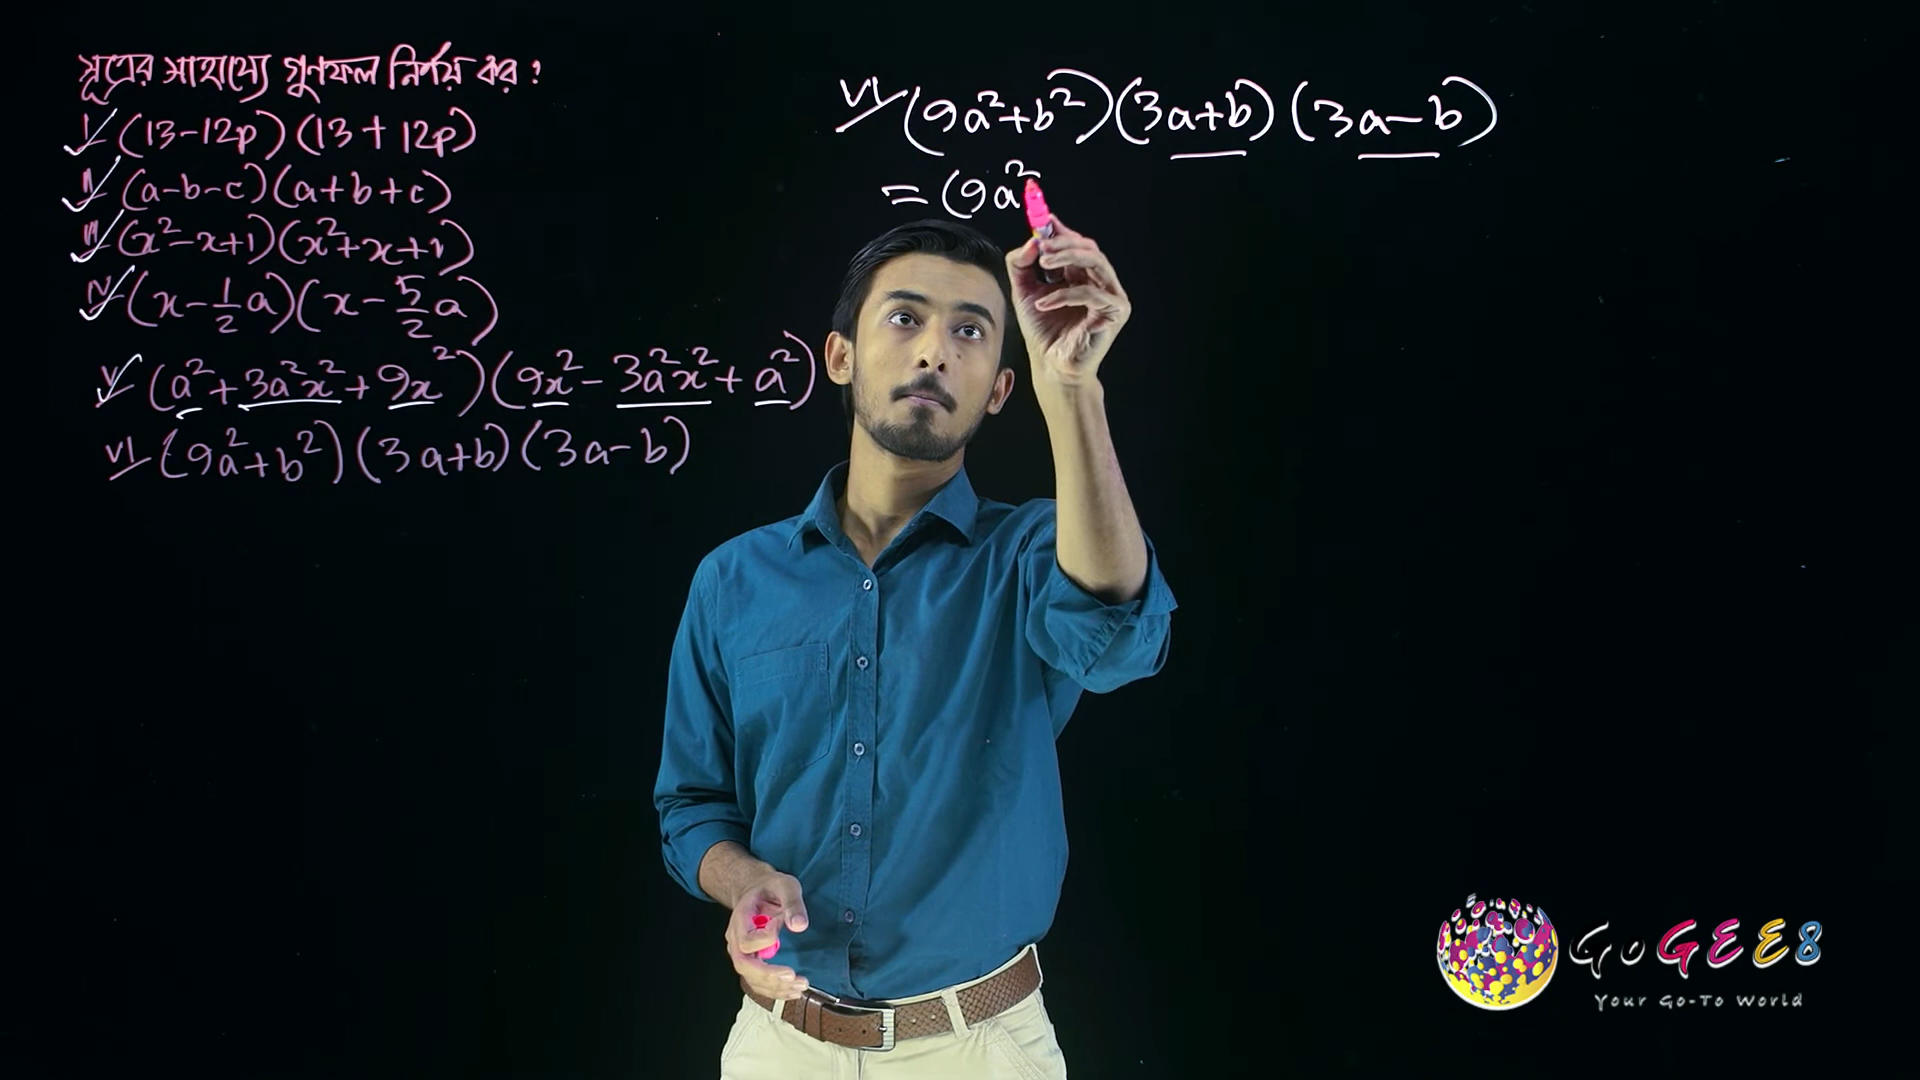 সূত্রের সাহায্যে গুণফল নির্ণয় কর ?
i/ (13-12p)(13+12p)
ii/ (a-b-c)(a+b+c)
iii/ (x²-x+1)(x²+x+1)
iv/ (x-1/2 a)(x-5/2 a)
v/ (a²+3a²x²+9x²)(9x²-3a²x²+a²)
vi/ (9a²+b²)(3a+b)(3a-b)
vi/ (9a²+b²)(3a+b)(3a-b)
= (9a²
GoGEE8
Your Go-To World